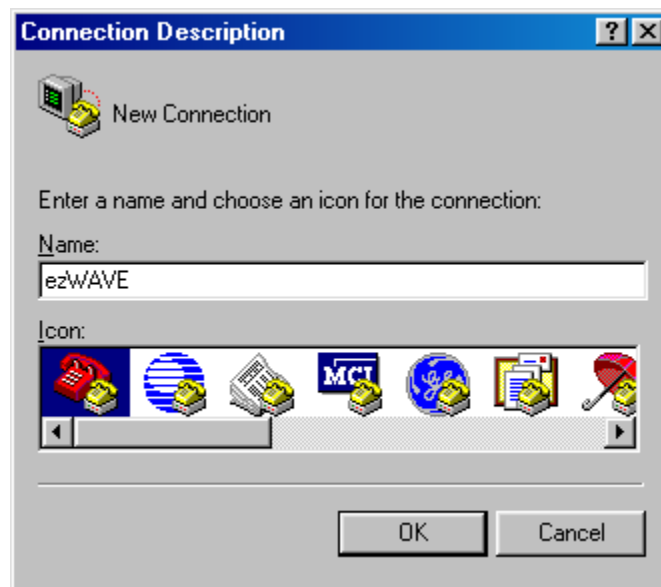 Connection Description
New Connection
Enter a name and choose an icon for the connection:
Name:
ezWAVE
Icon:
MCI
OK Cancel